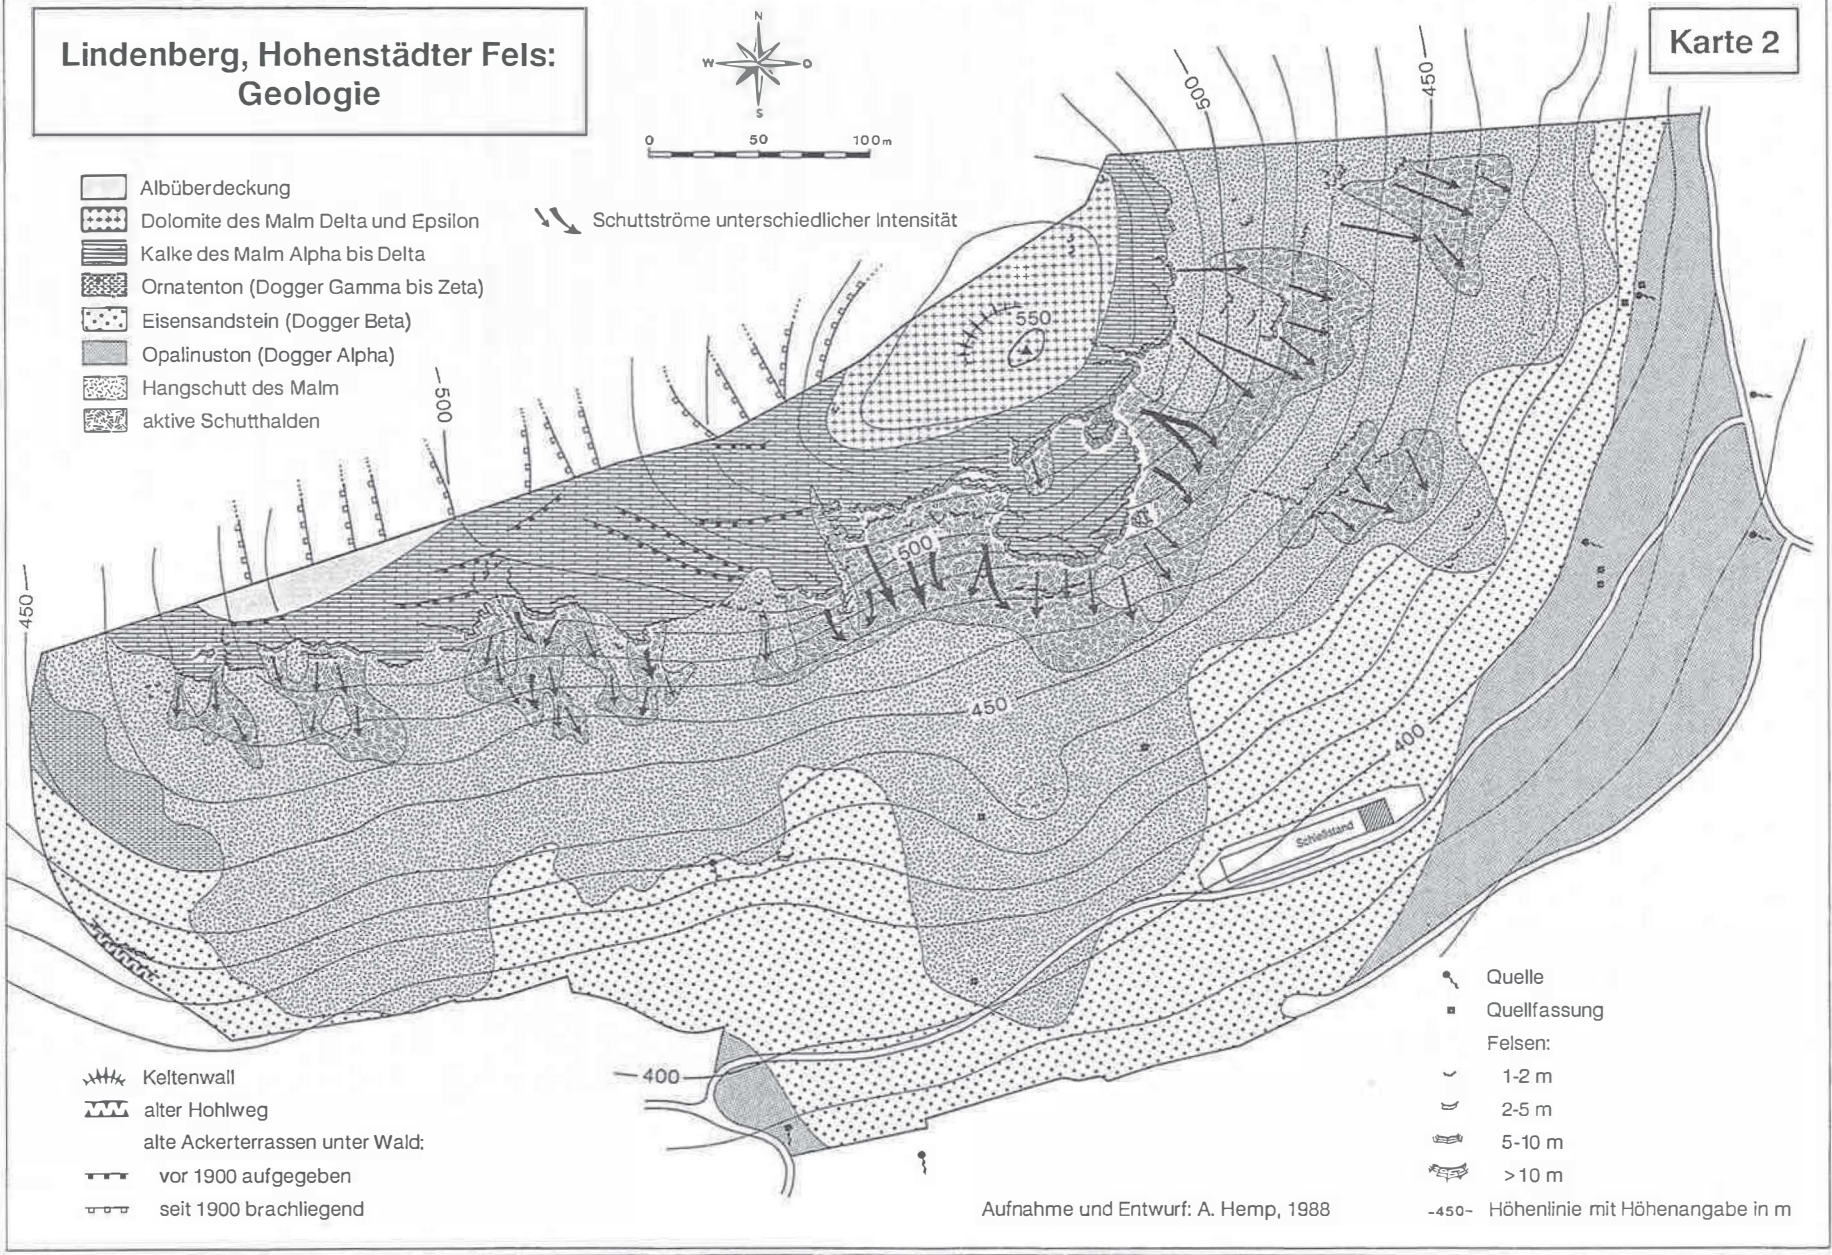 Lindenberg, Hohenstädter Fels:
Geologie
N
W
O
S
0 50 100m
Karte 2
Albüberdeckung
Dolomite des Malm Delta und Epsilon
Kalke des Malm Alpha bis Delta
Ornatenton (Dogger Gamma bis Zeta)
Eisensandstein (Dogger Beta)
Opalinuston (Dogger Alpha)
Hangschutt des Malm
aktive Schutthalden
Schuttströme unterschiedlicher Intensität
500
450
550
500
450
500
450
400
Schießstand
400
Keltenwall
alter Hohlweg
alte Ackerterrassen unter Wald:
vor 1900 aufgegeben
seit 1900 brachliegend
Quelle
Quellfassung
Felsen:
1-2 m
2-5 m
5-10 m
>10 m
-450- Höhenlinie mit Höhenangabe in m
Aufnahme und Entwurf: A. Hemp, 1988